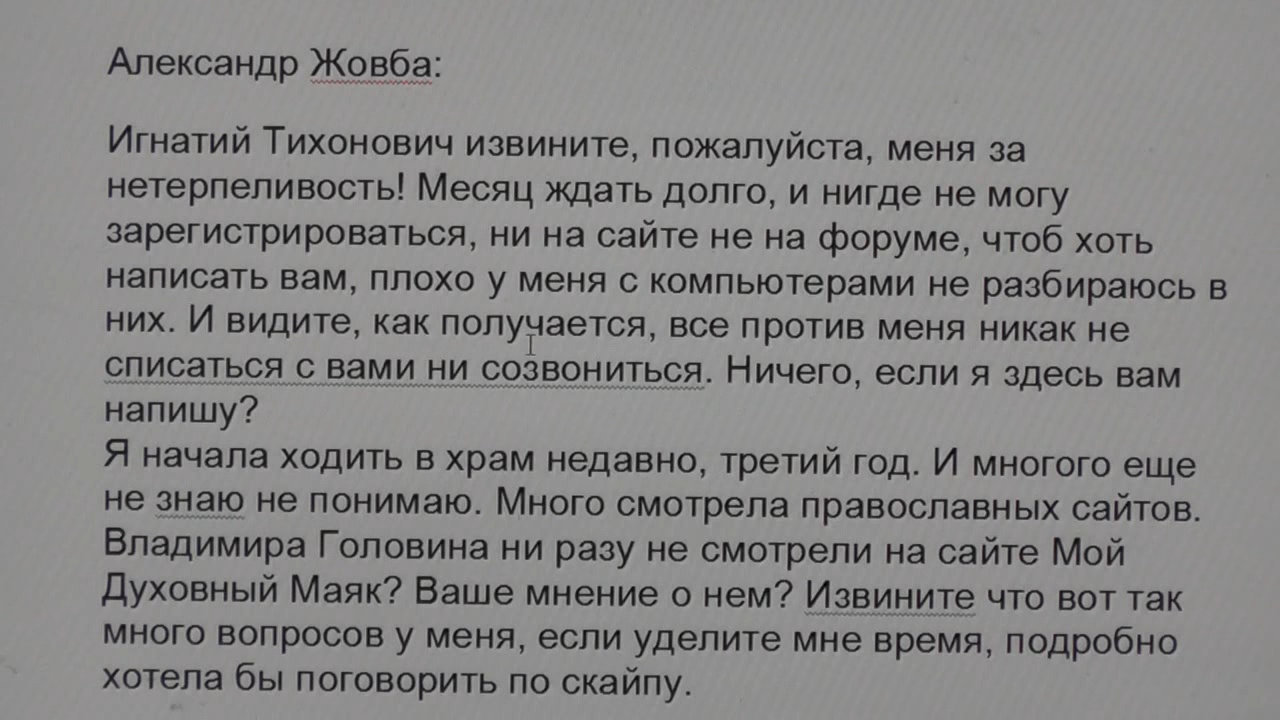 Александр Жовба:
Игнатий Тихонович извините, пожалуйста, меня за
нетерпеливость! Месяц ждать долго, и нигде не могу
зарегистрироваться, ни на сайте не на форуме, чтоб хоть
написать вам, плохо у меня с компьютерами не разбираюсь в
них. И видите, как получается, все против меня никак не
списаться с вами ни созвониться. Ничего, если я здесь вам
напишу?
Я начала ходить в храм недавно, третий год. И многого еще
не знаю не понимаю. Много смотрела православных сайтов.
Владимира Головина ни разу не смотрели на сайте Мой
Духовный Маяк? Ваше мнение о нем? Извините что вот так
много вопросов у меня, если уделите мне время, подробно
хотела бы поговорить по скайпу.